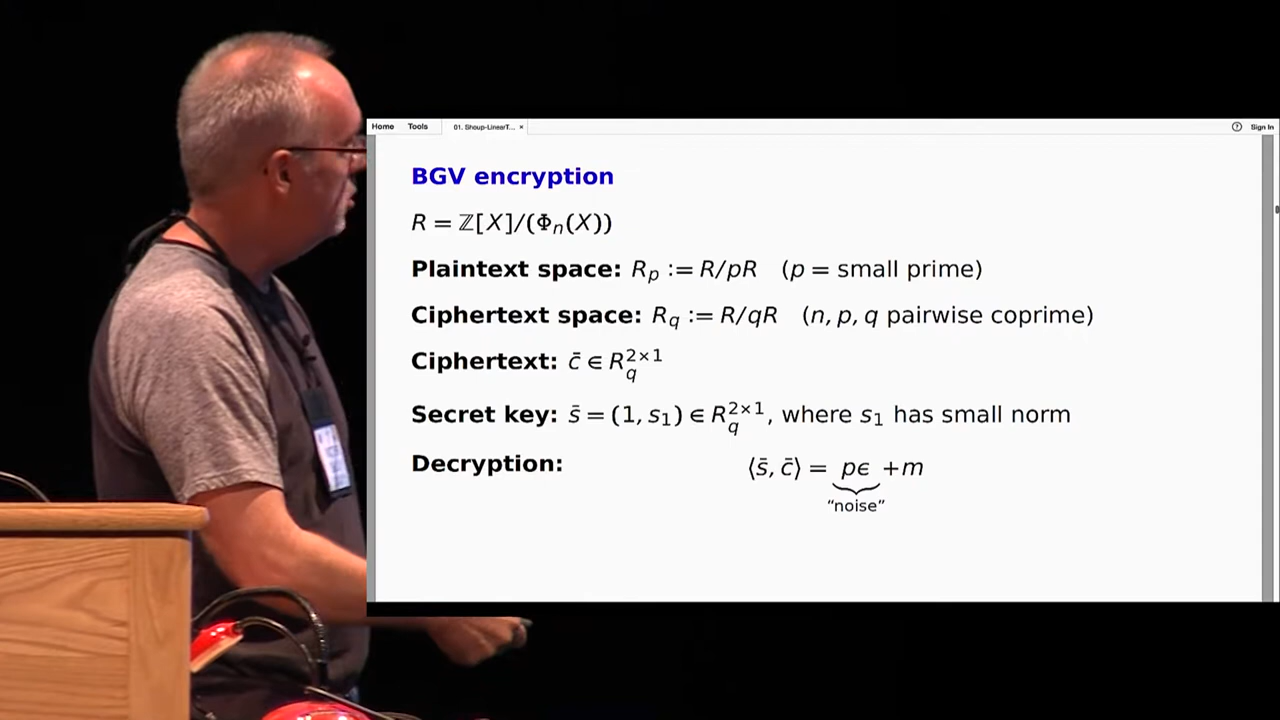 Home Tools 01. Shoup-LinearT... × ? Sign In
BGV encryption
R = ℤ[X]/(Φₙ(X))
Plaintext space: Rₚ := R/pR (p = small prime)
Ciphertext space: R_q := R/qR (n, p, q pairwise coprime)
Ciphertext: c̄ ∈ R_q^{2×1}
Secret key: s̄ = (1, s₁) ∈ R_q^{2×1}, where s₁ has small norm
Decryption: ⟨s̄, c̄⟩ = pϵ + m
“noise”